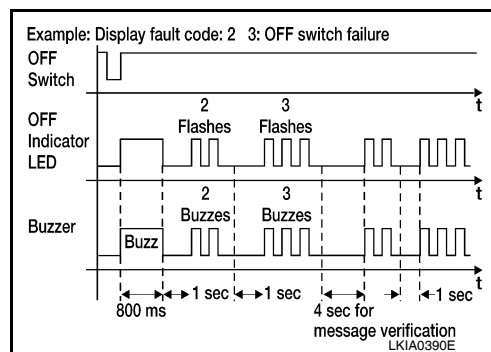 Example: Display fault code: 2 3: OFF switch failure
OFF
Switch
t
OFF
Indicator
LED
2
Flashes
3
Flashes
t
Buzzer
Buzz
2
Buzzes
3
Buzzes
t
800 ms
1 sec
1 sec
4 sec for
message verification
1 sec
LKIA0390E